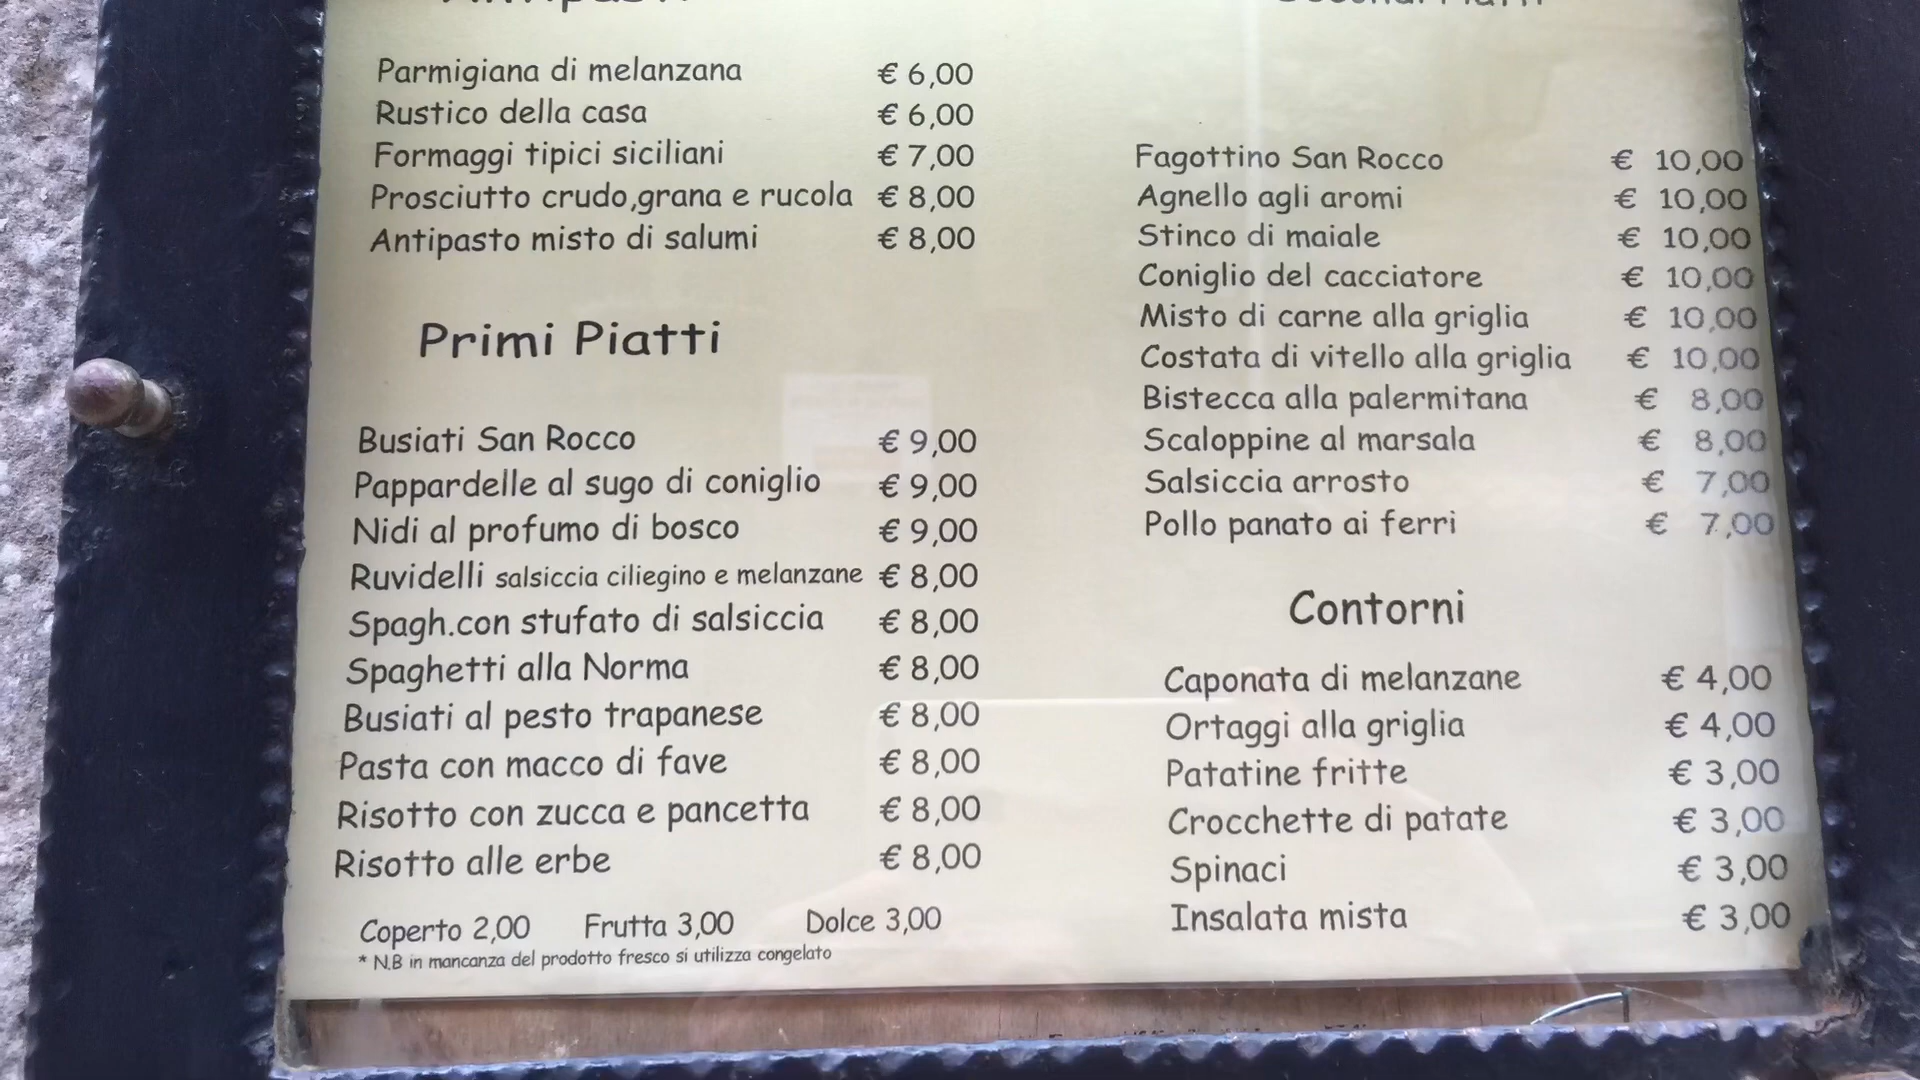 Antipasti
Parmigiana di melanzana € 6,00
Rustico della casa € 6,00
Formaggi tipici siciliani € 7,00
Prosciutto crudo,grana e rucola € 8,00
Antipasto misto di salumi € 8,00
Primi Piatti
Busiati San Rocco € 9,00
Pappardelle al sugo di coniglio € 9,00
Nidi al profumo di bosco € 9,00
Ruvidelli salsiccia ciliegino e melanzane € 8,00
Spagh.con stufato di salsiccia € 8,00
Spaghetti alla Norma € 8,00
Busiati al pesto trapanese € 8,00
Pasta con macco di fave € 8,00
Risotto con zucca e pancetta € 8,00
Risotto alle erbe € 8,00
Coperto 2,00 Frutta 3,00 Dolce 3,00
* N.B in mancanza del prodotto fresco si utilizza congelato
Secondi Piatti
Fagottino San Rocco € 10,00
Agnello agli aromi € 10,00
Stinco di maiale € 10,00
Coniglio del cacciatore € 10,00
Misto di carne alla griglia € 10,00
Costata di vitello alla griglia € 10,00
Bistecca alla palermitana € 8,00
Scaloppine al marsala € 8,00
Salsiccia arrosto € 7,00
Pollo panato ai ferri € 7,00
Contorni
Caponata di melanzane € 4,00
Ortaggi alla griglia € 4,00
Patatine fritte € 3,00
Crocchette di patate € 3,00
Spinaci € 3,00
Insalata mista € 3,00